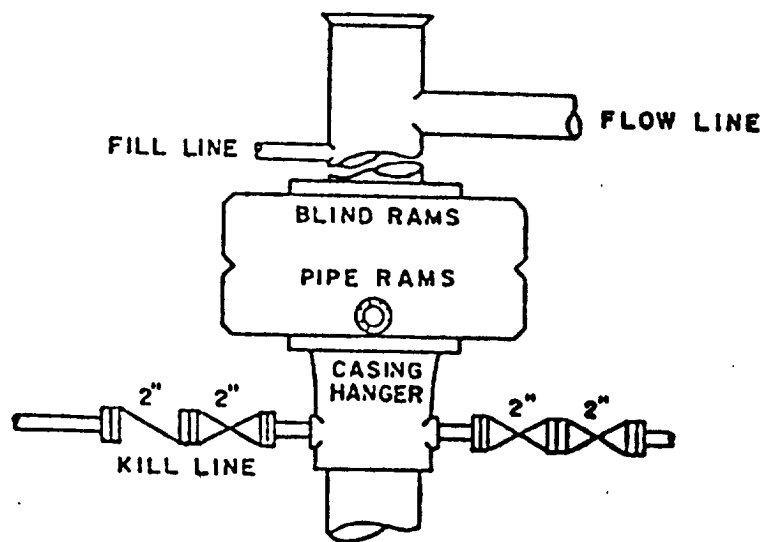 FLOW LINE
FILL LINE
BLIND RAMS
PIPE RAMS
CASING
HANGER
2" 2"
2" 2"
KILL LINE